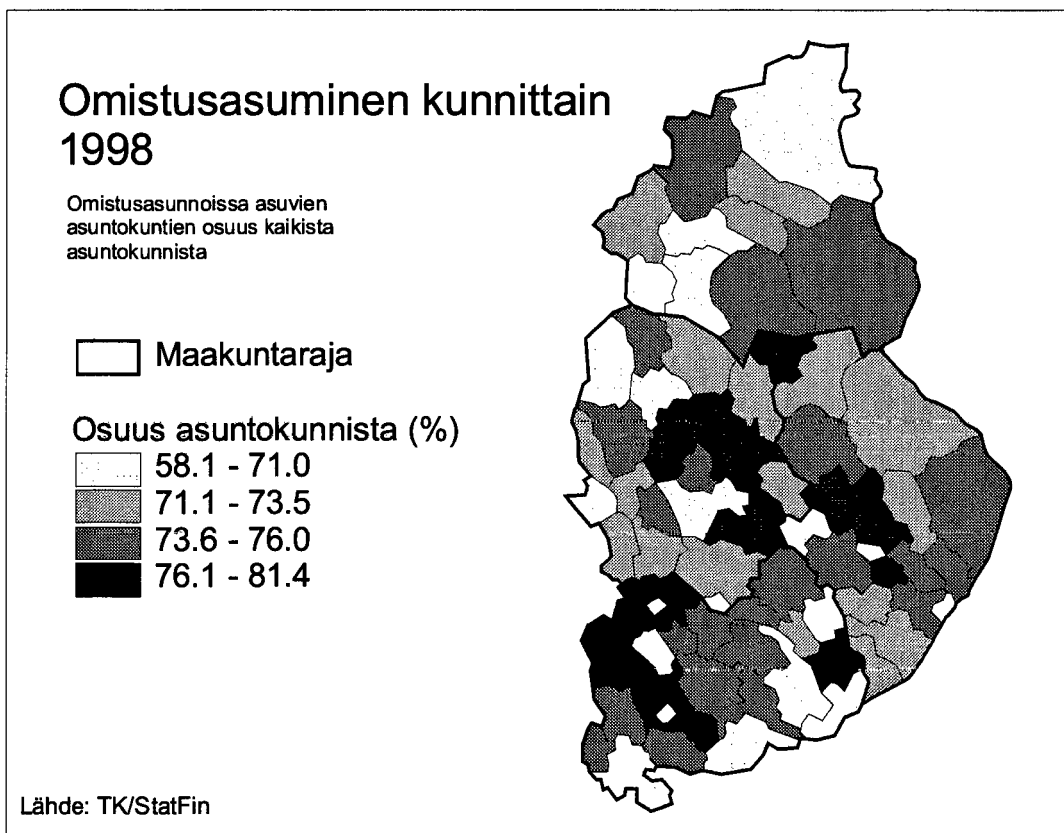 Omistusasuminen kunnittain
1998
Omistusasunnoissa asuvien
asuntokuntien osuus kaikista
asuntokunnista
Maakuntaraja
Osuus asuntokunnista (%)
58.1 - 71.0
71.1 - 73.5
73.6 - 76.0
76.1 - 81.4
Lähde: TK/StatFin